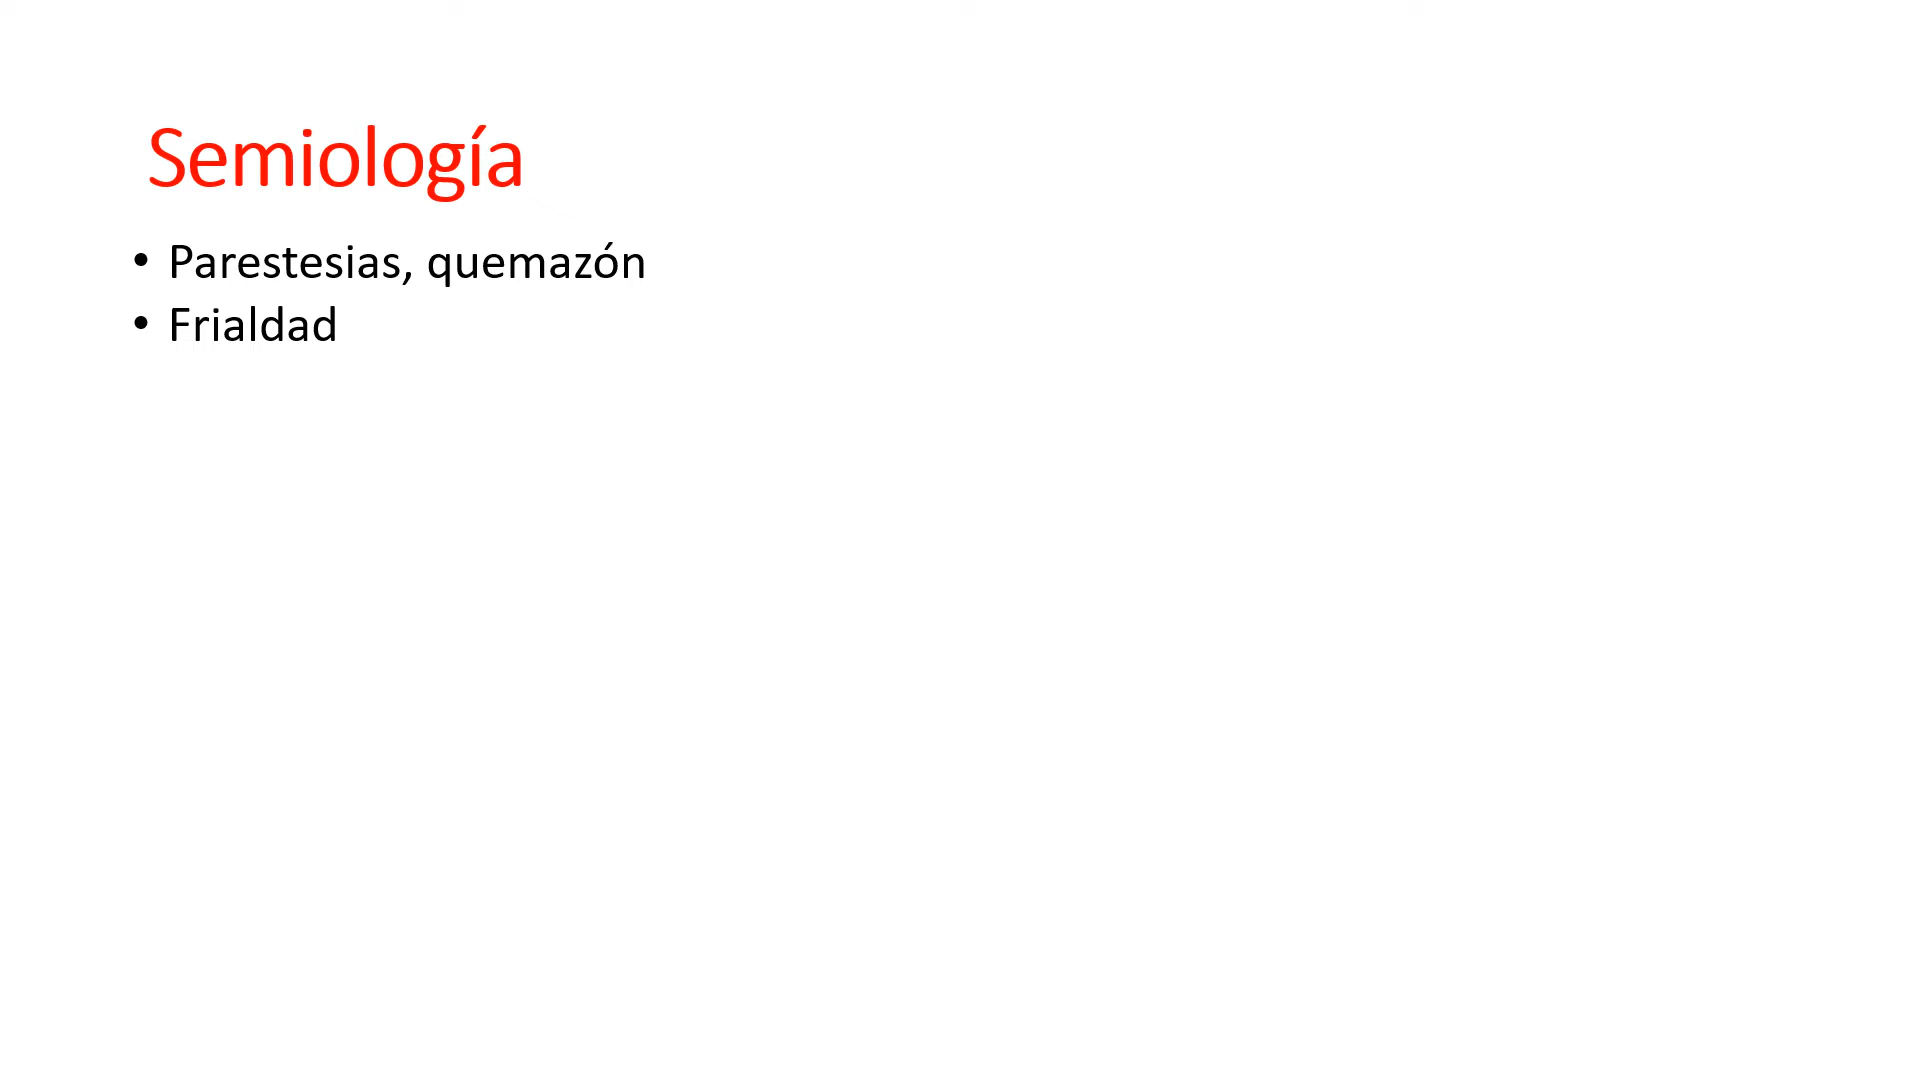 Semiología
• Parestesias, quemazón
• Frialdad